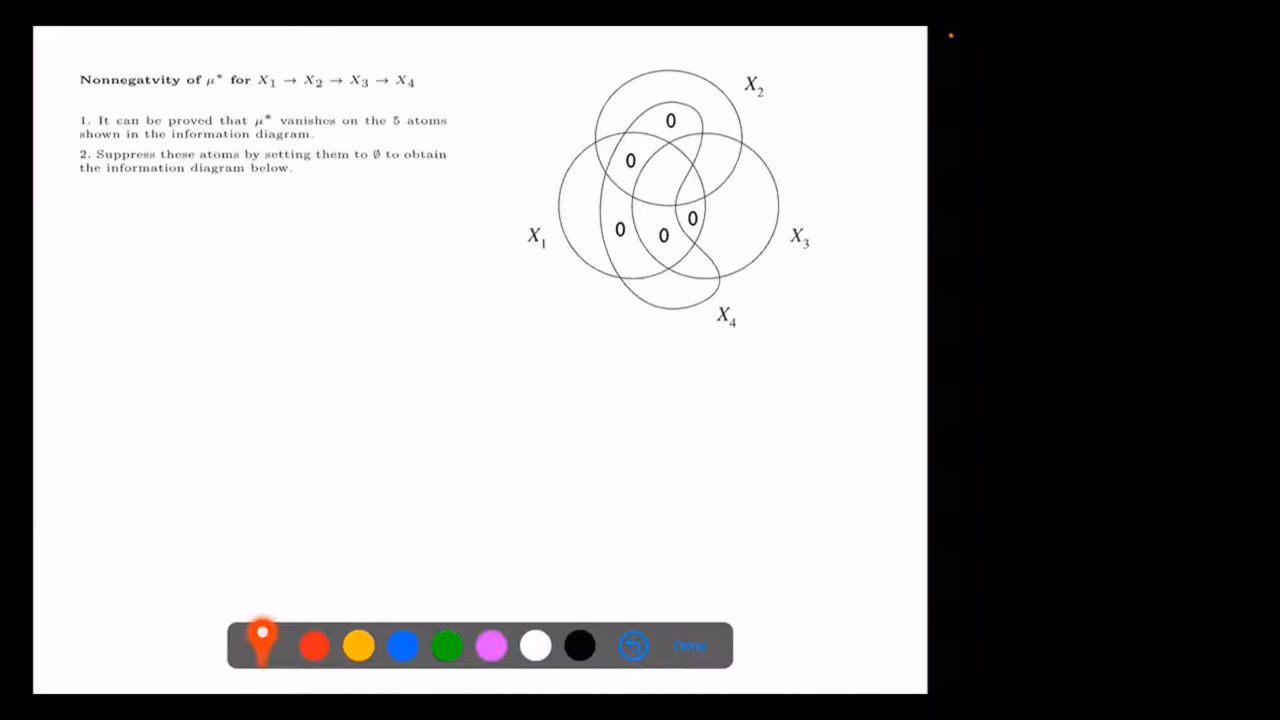 Nonnegatvity of μ* for X₁ → X₂ → X₃ → X₄
1. It can be proved that μ* vanishes on the 5 atoms
shown in the information diagram.
2. Suppress these atoms by setting them to ∅ to obtain
the information diagram below.
X₂
0
0
0
0
0
X₁
X₃
X₄
Done